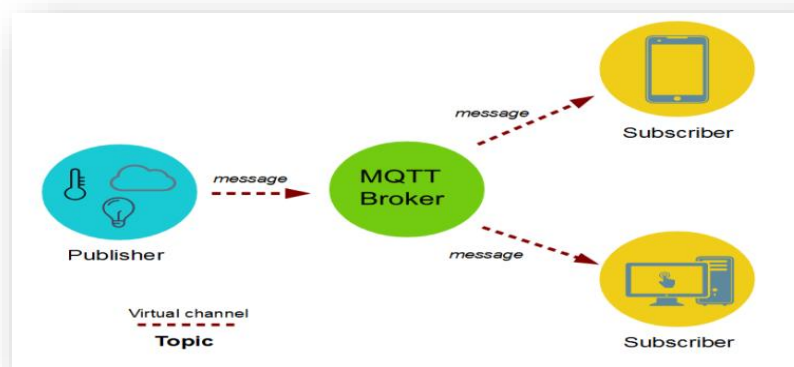 message
Subscriber
message
MQTT
Broker
Publisher
message
Virtual channel
Topic
Subscriber